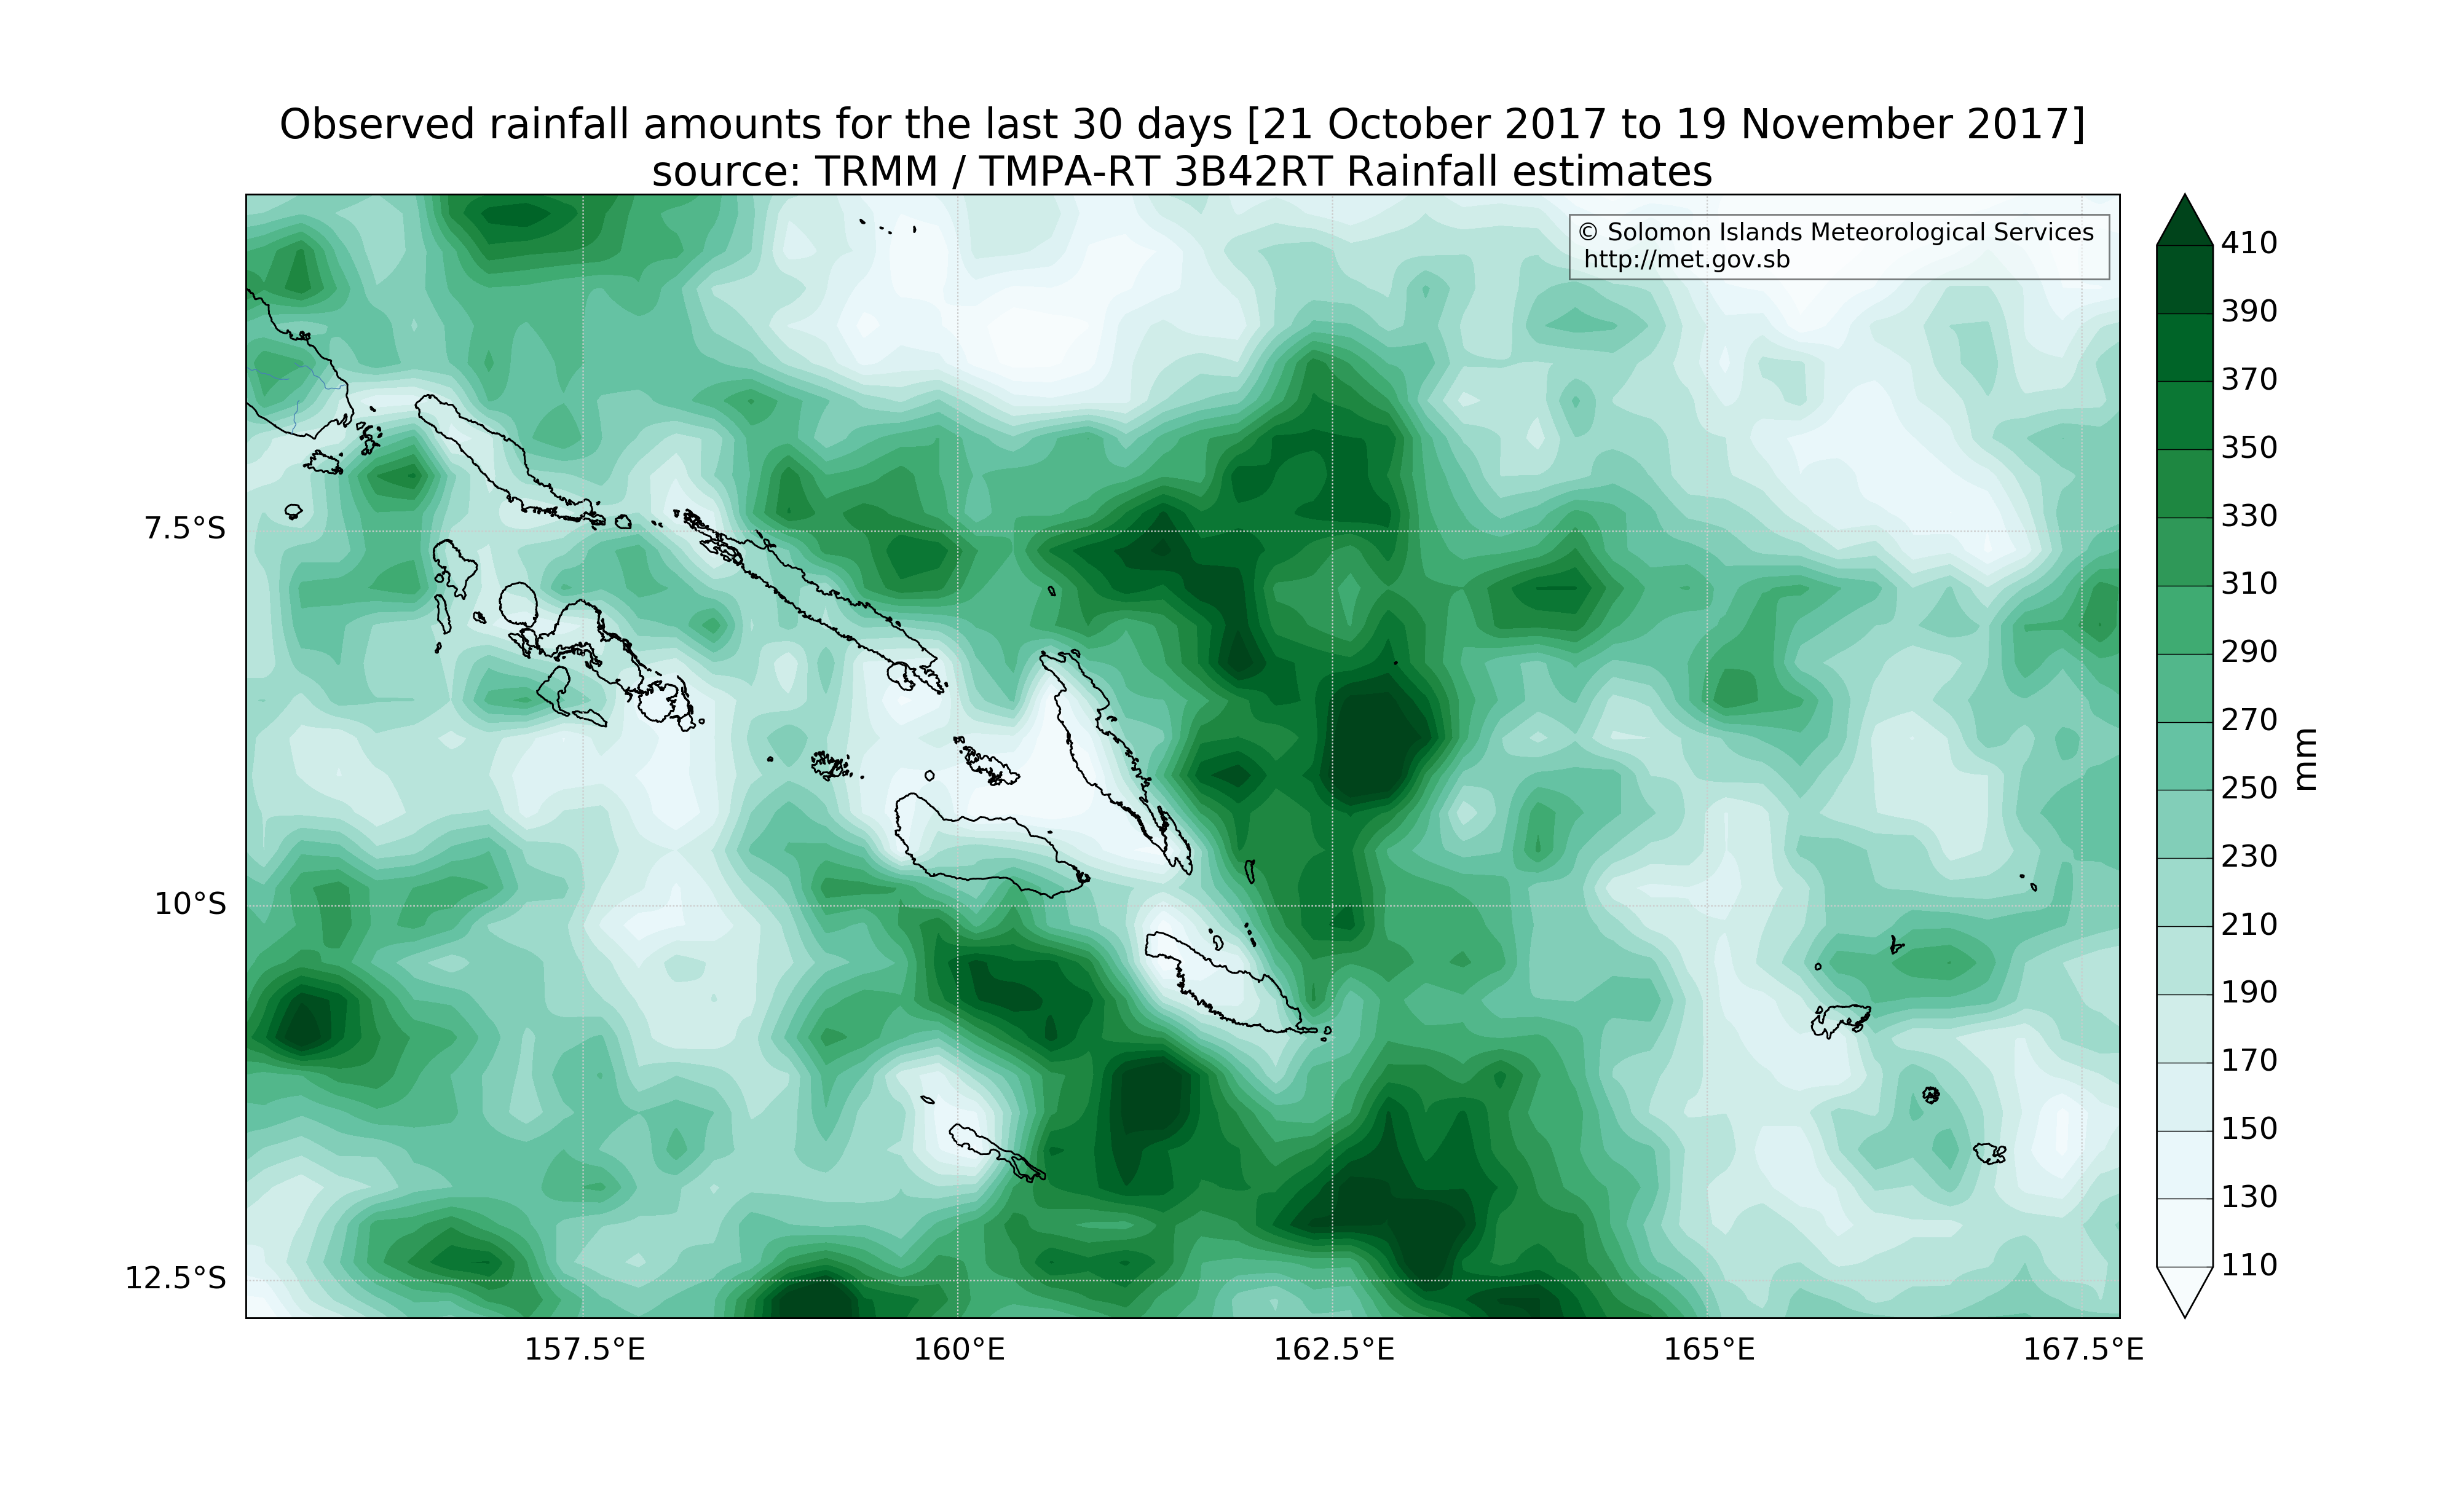 Observed rainfall amounts for the last 30 days [21 October 2017 to 19 November 2017]
source: TRMM / TMPA-RT 3B42RT Rainfall estimates
© Solomon Islands Meteorological Services
http://met.gov.sb
7.5°S
10°S
12.5°S
157.5°E
160°E
162.5°E
165°E
167.5°E
410
390
370
350
330
310
290
270
250
230
210
190
170
150
130
110
mm